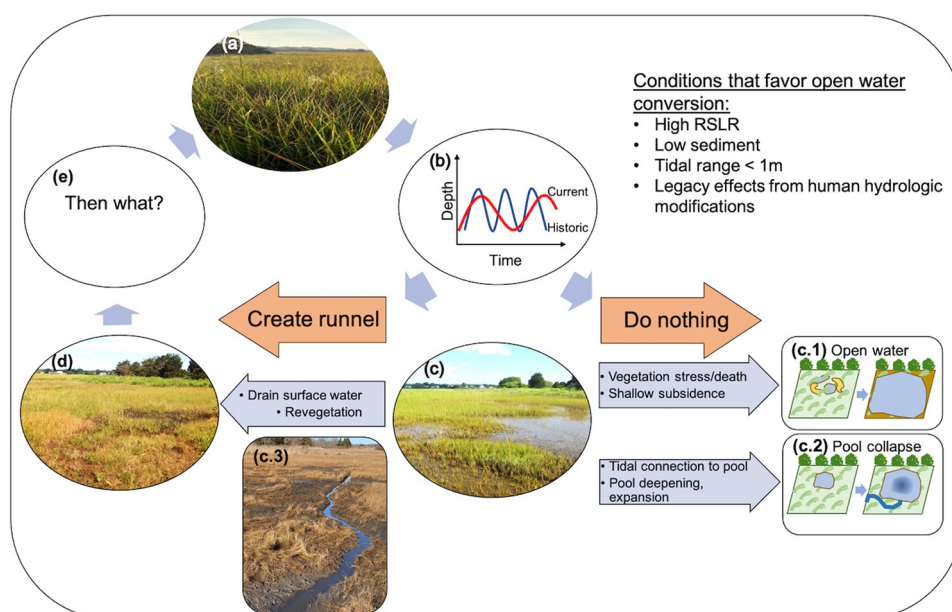 (a)
Conditions that favor open water
conversion:
• High RSLR
• Low sediment
• Tidal range < 1m
• Legacy effects from human hydrologic
modifications
(e)
Then what?
(b)
Depth
Current
Historic
Time
Create runnel
Do nothing
(d)
• Drain surface water
• Revegetation
(c)
• Vegetation stress/death
• Shallow subsidence
(c.1) Open water
(c.3)
• Tidal connection to pool
• Pool deepening,
expansion
(c.2) Pool collapse